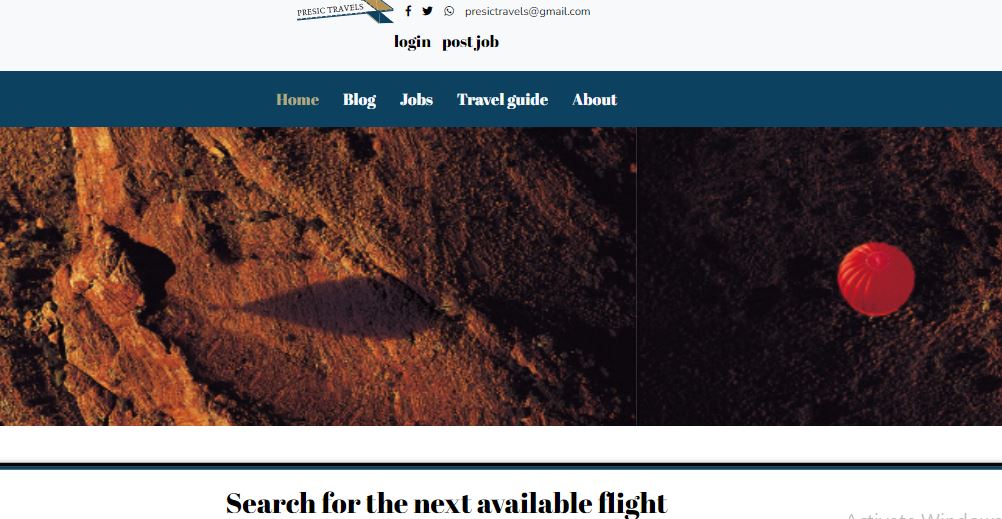 PRESIC TRAVELS
presictravels@gmail.com
login post job
Home Blog Jobs Travel guide About
Search for the next available flight
Activate Windows